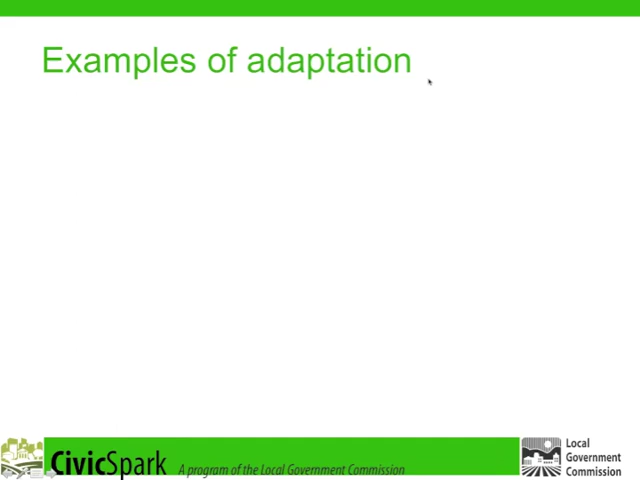 Examples of adaptation
CivicSpark A program of the Local Government Commission
Local
Government
Commission